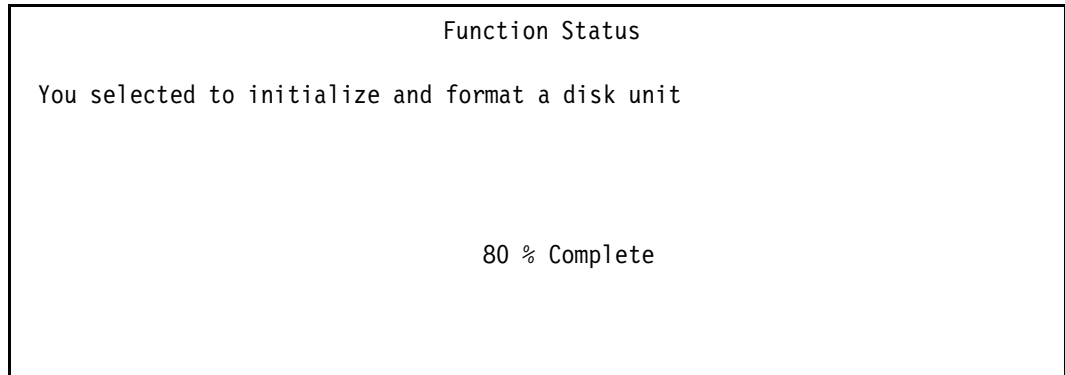 Function Status
You selected to initialize and format a disk unit
80 % Complete